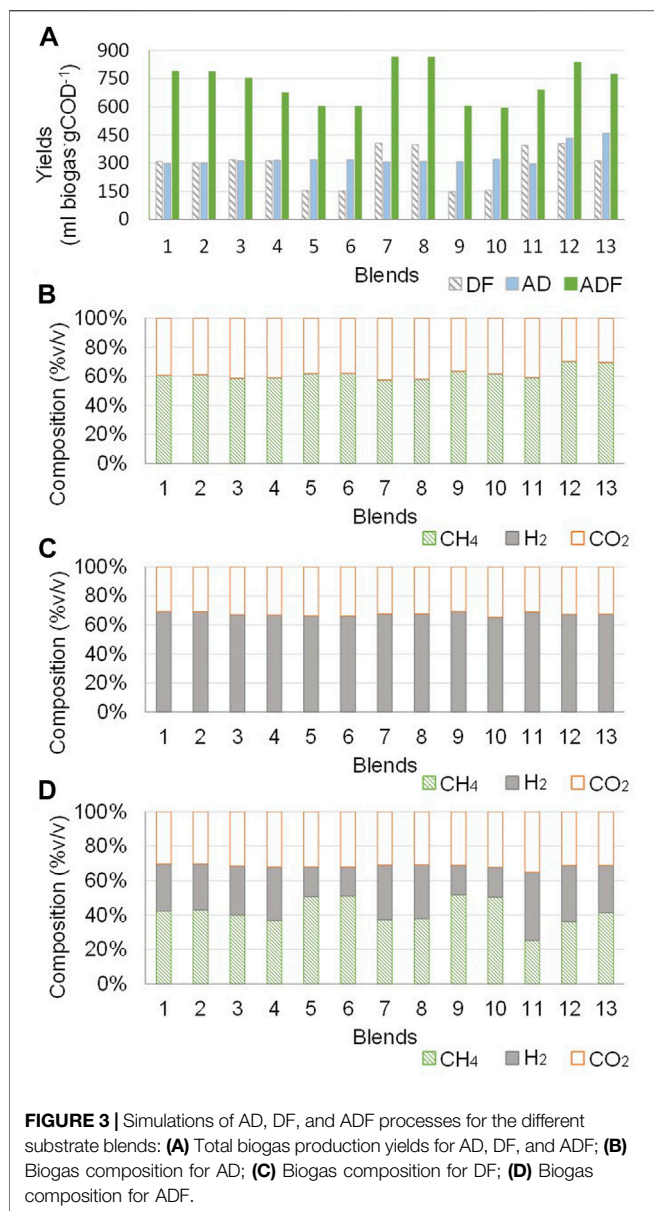 A
Yields
(ml biogas·gCOD⁻¹)
900
750
600
450
300
150
0
1 2 3 4 5 6 7 8 9 10 11 12 13
Blends
DF AD ADF
B
Composition (%v/v)
100%
80%
60%
40%
20%
0%
1 2 3 4 5 6 7 8 9 10 11 12 13
Blends
CH₄ H₂ CO₂
C
Composition (%v/v)
100%
80%
60%
40%
20%
0%
1 2 3 4 5 6 7 8 9 10 11 12 13
Blends
CH₄ H₂ CO₂
D
Composition (%v/v)
100%
80%
60%
40%
20%
0%
1 2 3 4 5 6 7 8 9 10 11 12 13
Blends
CH₄ H₂ CO₂
FIGURE 3 | Simulations of AD, DF, and ADF processes for the different
substrate blends: (A) Total biogas production yields for AD, DF, and ADF; (B)
Biogas composition for AD; (C) Biogas composition for DF; (D) Biogas
composition for ADF.